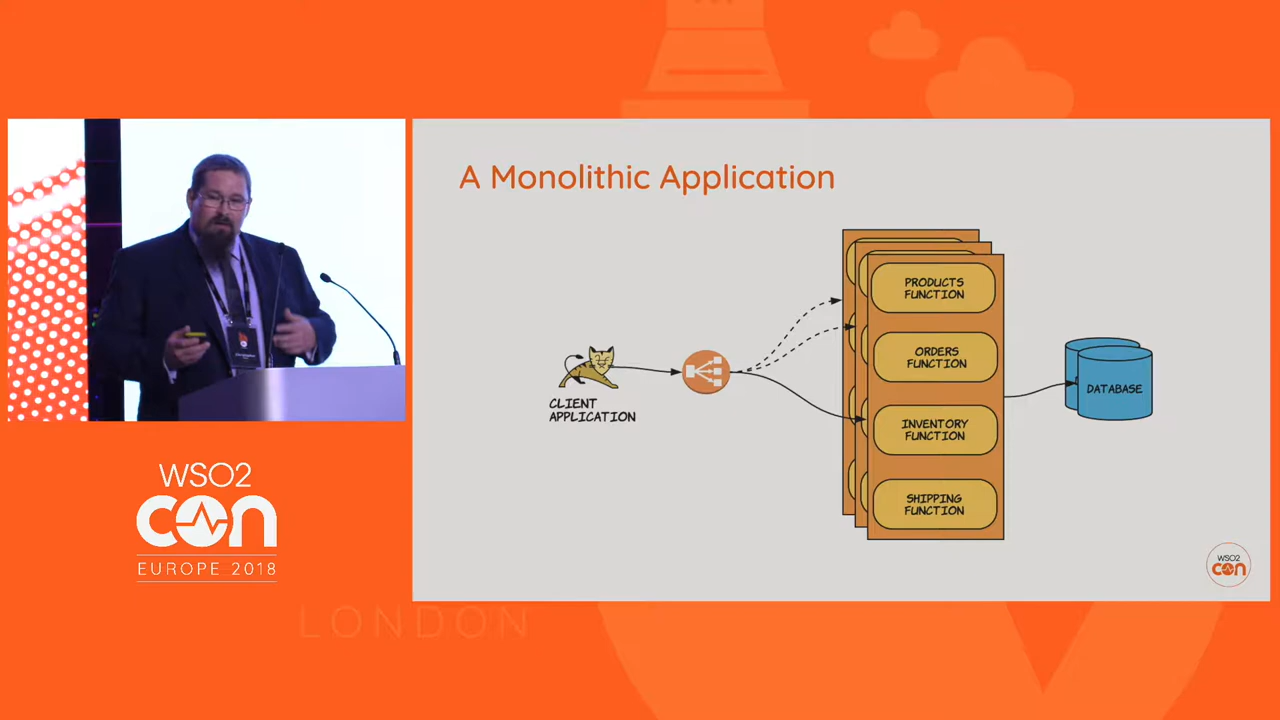 A Monolithic Application
PRODUCTS
FUNCTION
ORDERS
FUNCTION
INVENTORY
FUNCTION
SHIPPING
FUNCTION
CLIENT
APPLICATION
DATABASE
WSO2
CON
WSO2
CON
EUROPE 2018
LONDON